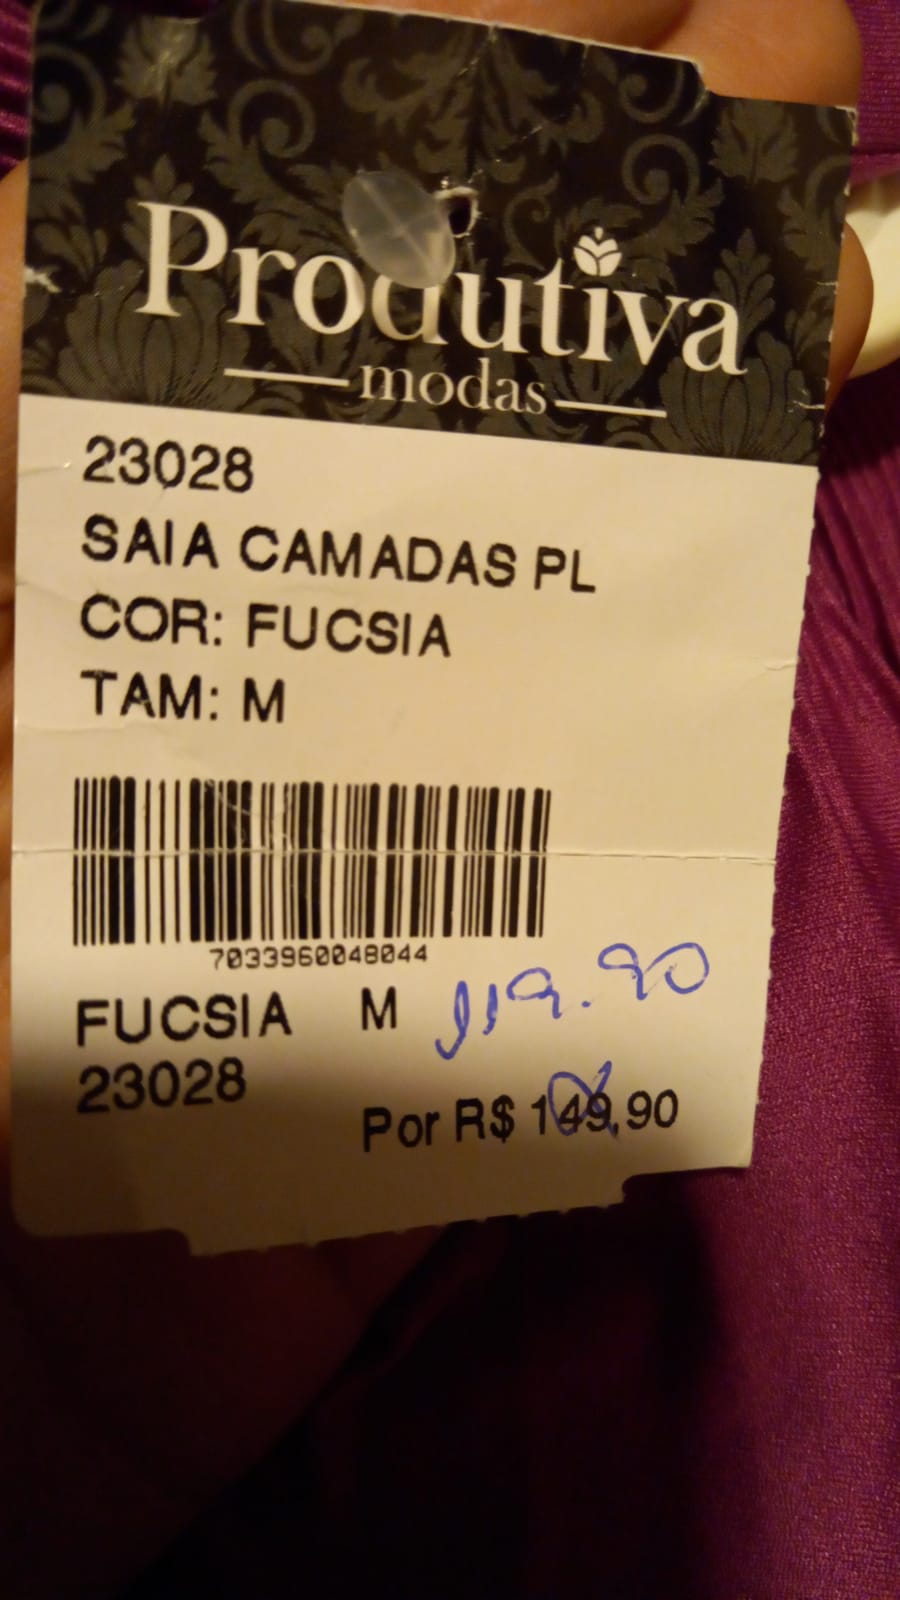 Produtiva
modas
23028
SAIA CAMADAS PL
COR: FUCSIA
TAM: M
7033960048044
FUCSIA M 119.90
23028
Por R$ 149,90